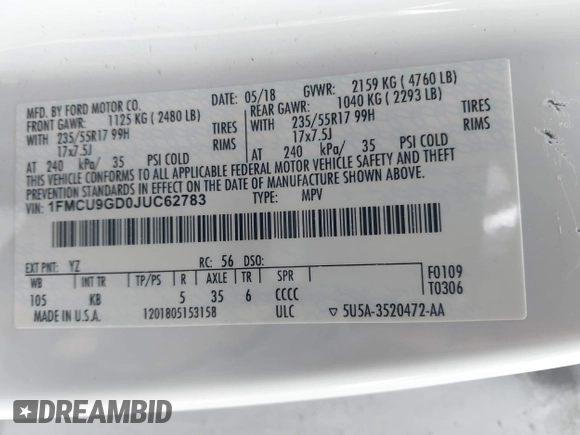 MFD. BY FORD MOTOR CO.
DATE: 05/18 GVWR: 2159 KG ( 4760 LB)
FRONT GAWR: 1125 KG ( 2480 LB)
REAR GAWR: 1040 KG ( 2293 LB)
WITH 235/55R17 99H TIRES WITH 235/55R17 99H TIRES
17x7.5J RIMS 17x7.5J RIMS
AT 240 kPa/ 35 PSI COLD AT 240 kPa/ 35 PSI COLD
THIS VEHICLE CONFORMS TO ALL APPLICABLE FEDERAL MOTOR VEHICLE SAFETY AND THEFT PREVENTION STANDARDS IN EFFECT ON THE DATE OF MANUFACTURE SHOWN ABOVE.
VIN: 1FMCU9GD0JUC62783 TYPE: MPV
EXT PNT: YZ RC: 56 DSO: F0109
WB INT TR TP/PS R AXLE TR SPR T0306
105 KB 5 35 6 CCCC
MADE IN U.S.A. 1201805153158 ULC ▽ 5U5A-3520472-AA
DREAMBID